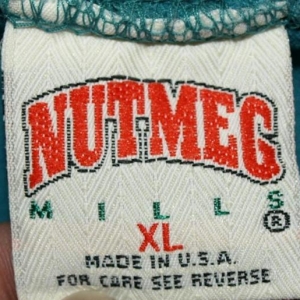 NUTMEG
MILLS®
XL
MADE IN U.S.A.
FOR CARE SEE REVERSE